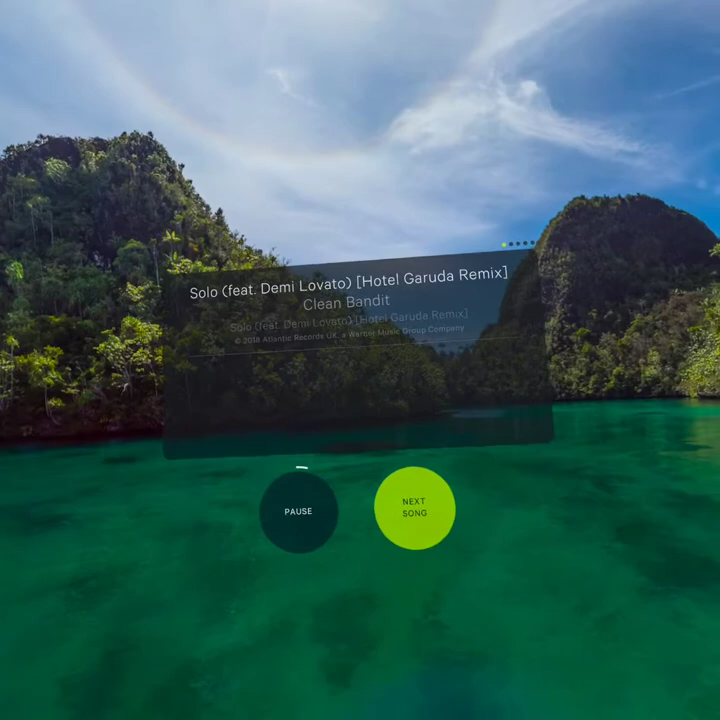 Solo (feat. Demi Lovato) [Hotel Garuda Remix]
Clean Bandit
Solo (feat. Demi Lovato) [Hotel Garuda Remix]
© 2018 Atlantic Records UK, a Warner Music Group Company
PAUSE
NEXT
SONG